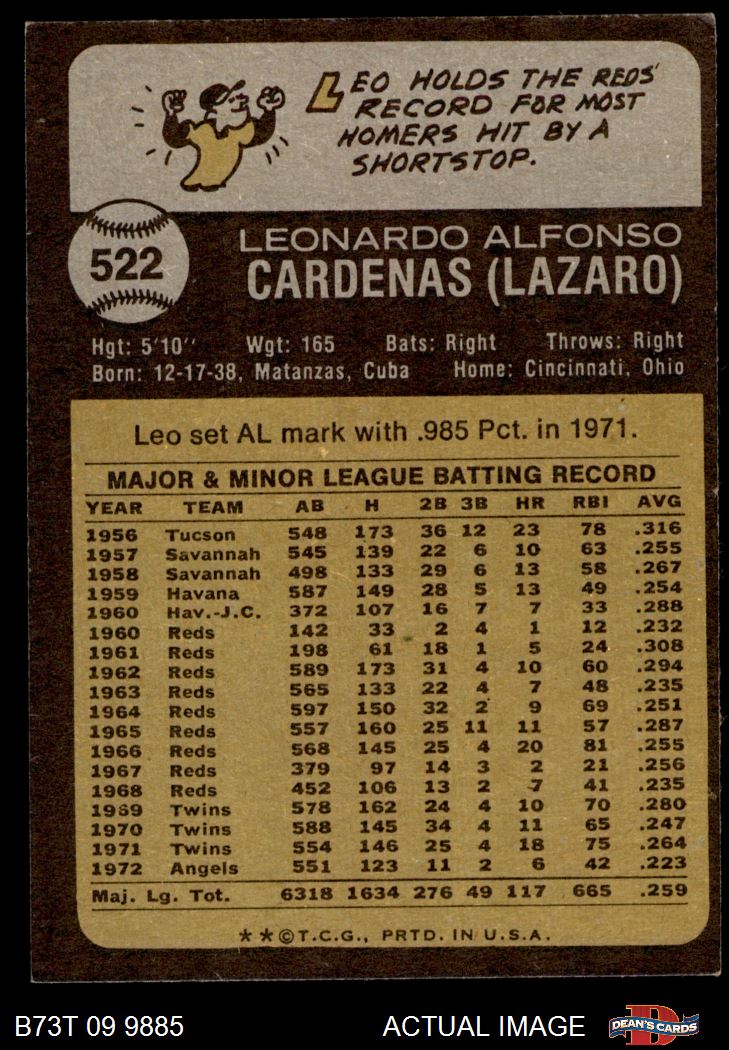 LEO HOLDS THE REDS'
RECORD FOR MOST
HOMERS HIT BY A
SHORTSTOP.
522
LEONARDO ALFONSO
CARDENAS (LAZARO)
Hgt: 5'10'' Wgt: 165 Bats: Right Throws: Right
Born: 12-17-38, Matanzas, Cuba Home: Cincinnati, Ohio
Leo set AL mark with .985 Pct. in 1971.
MAJOR & MINOR LEAGUE BATTING RECORD
YEAR TEAM AB H 2B 3B HR RBI AVG
1956 Tucson 548 173 36 12 23 78 .316
1957 Savannah 545 139 22 6 10 63 .255
1958 Savannah 498 133 29 6 13 58 .267
1959 Havana 587 149 28 5 13 49 .254
1960 Hav.-J.C. 372 107 16 7 7 33 .288
1960 Reds 142 33 2 4 1 12 .232
1961 Reds 198 61 18 1 5 24 .308
1962 Reds 589 173 31 4 10 60 .294
1963 Reds 565 133 22 4 7 48 .235
1964 Reds 597 150 32 2 9 69 .251
1965 Reds 557 160 25 11 11 57 .287
1966 Reds 568 145 25 4 20 81 .255
1967 Reds 379 97 14 3 2 21 .256
1968 Reds 452 106 13 2 7 41 .235
1969 Twins 578 162 24 4 10 70 .280
1970 Twins 588 145 34 4 11 65 .247
1971 Twins 554 146 25 4 18 75 .264
1972 Angels 551 123 11 2 6 42 .223
Maj. Lg. Tot. 6318 1634 276 49 117 665 .259
**©T.C.G., PRTD. IN U.S.A.
B73T 09 9885 ACTUAL IMAGE D DEAN'S CARDS